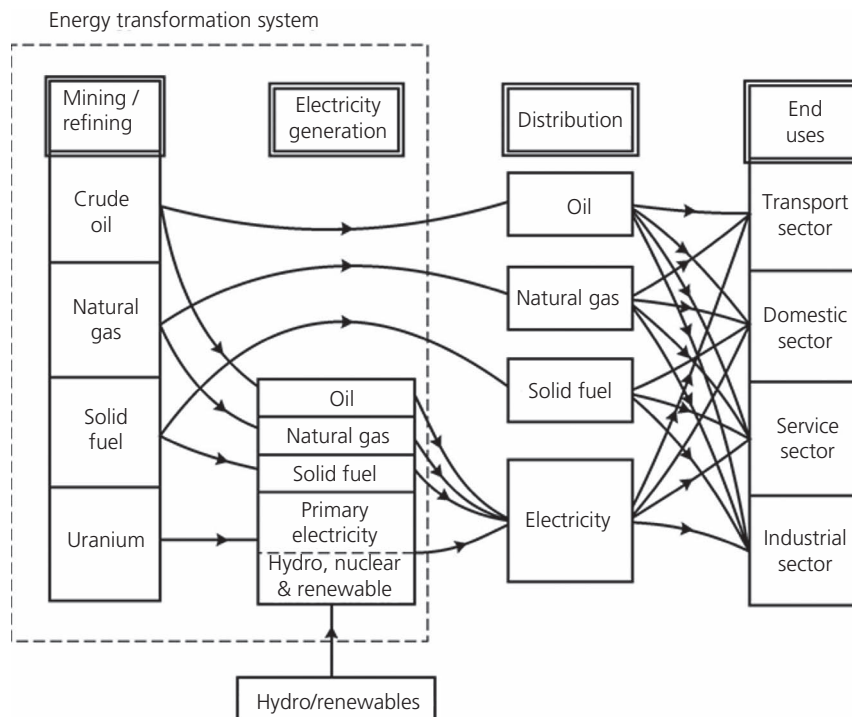 Energy transformation system
Mining /
refining
Crude
oil
Natural
gas
Solid
fuel
Uranium
Electricity
generation
Oil
Natural gas
Solid fuel
Primary
electricity
Hydro, nuclear
& renewable
Hydro/renewables
Distribution
Oil
Natural gas
Solid fuel
Electricity
End
uses
Transport
sector
Domestic
sector
Service
sector
Industrial
sector